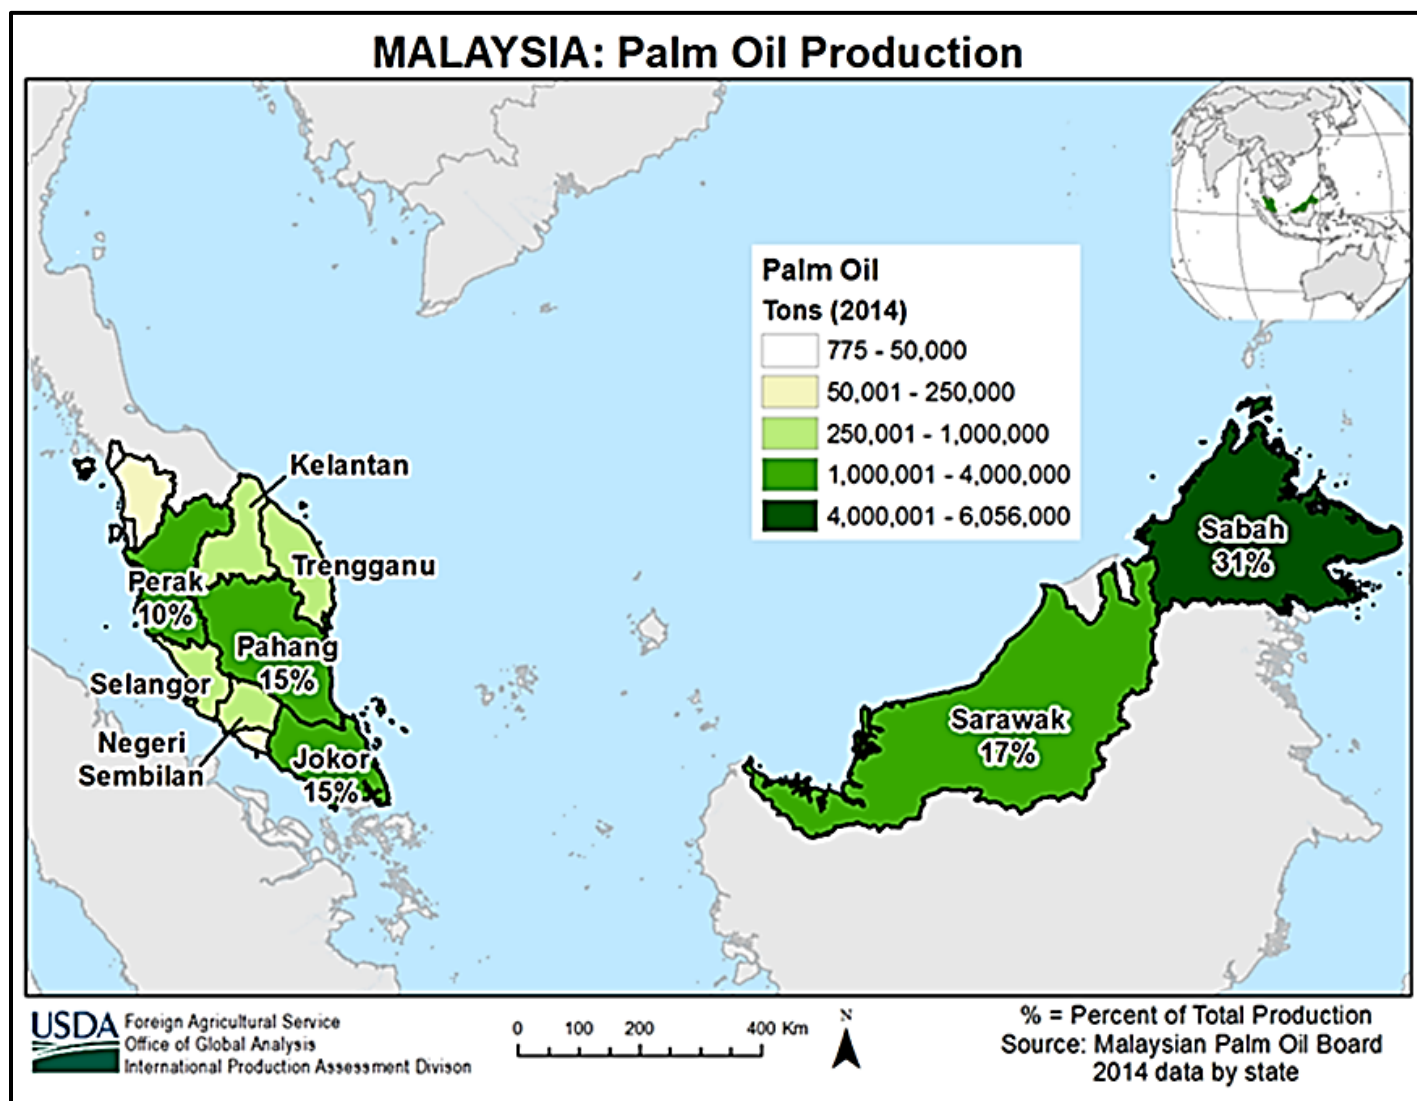 MALAYSIA: Palm Oil Production
Palm Oil
Tons (2014)
775 - 50,000
50,001 - 250,000
250,001 - 1,000,000
1,000,001 - 4,000,000
4,000,001 - 6,056,000
Kelantan
Trengganu
Perak
10%
Pahang
15%
Selangor
Negeri
Sembilan
Jokor
15%
Sabah
31%
Sarawak
17%
USDA
Foreign Agricultural Service
Office of Global Analysis
International Production Assessment Divison
0 100 200 400 Km
N
% = Percent of Total Production
Source: Malaysian Palm Oil Board
2014 data by state